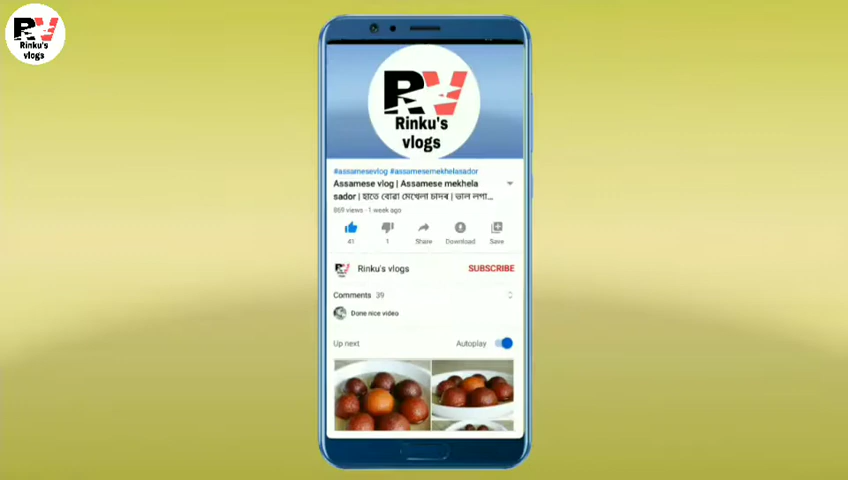 RV
Rinku's
vlogs
RV
Rinku's
vlogs
#assamesevlog #assamesemekhelasador
Assamese vlog | Assamese mekhela
sador | হাতে বোৱা মেখেলা চাদৰ | ভাল লগা...
869 views · 1 week ago
41
1
Share
Download
Save
Rinku's vlogs
SUBSCRIBE
Comments 39
Done nice video
Up next
Autoplay